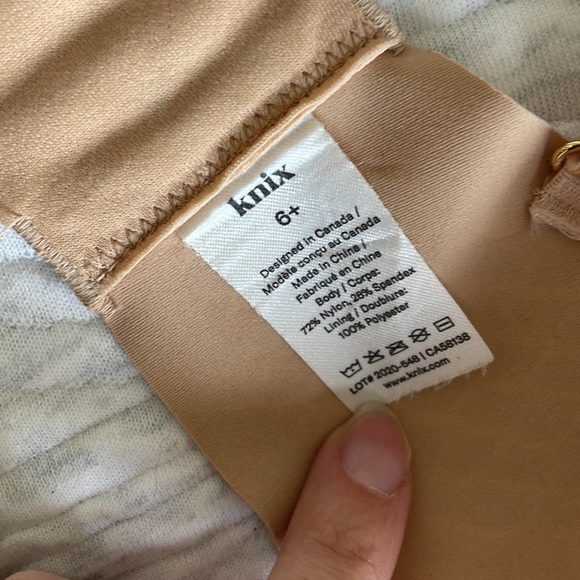 knix
6+
Designed in Canada /
Modèle conçu au Canada
Made in China /
Fabriqué en Chine
Body / Corps:
72% Nylon, 28% Spandex
Lining / Doublure:
100% Polyester
LOT# 2020-548 | CA58138
www.knix.com